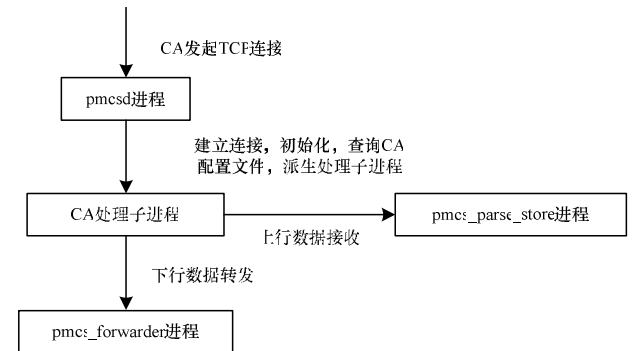 CA发起TCP连接
pmcsd进程
建立连接，初始化，查询CA
配置文件，派生处理子进程
CA处理子进程
pmcs_parse_store进程
上行数据接收
下行数据转发
pmcs_forwarder进程